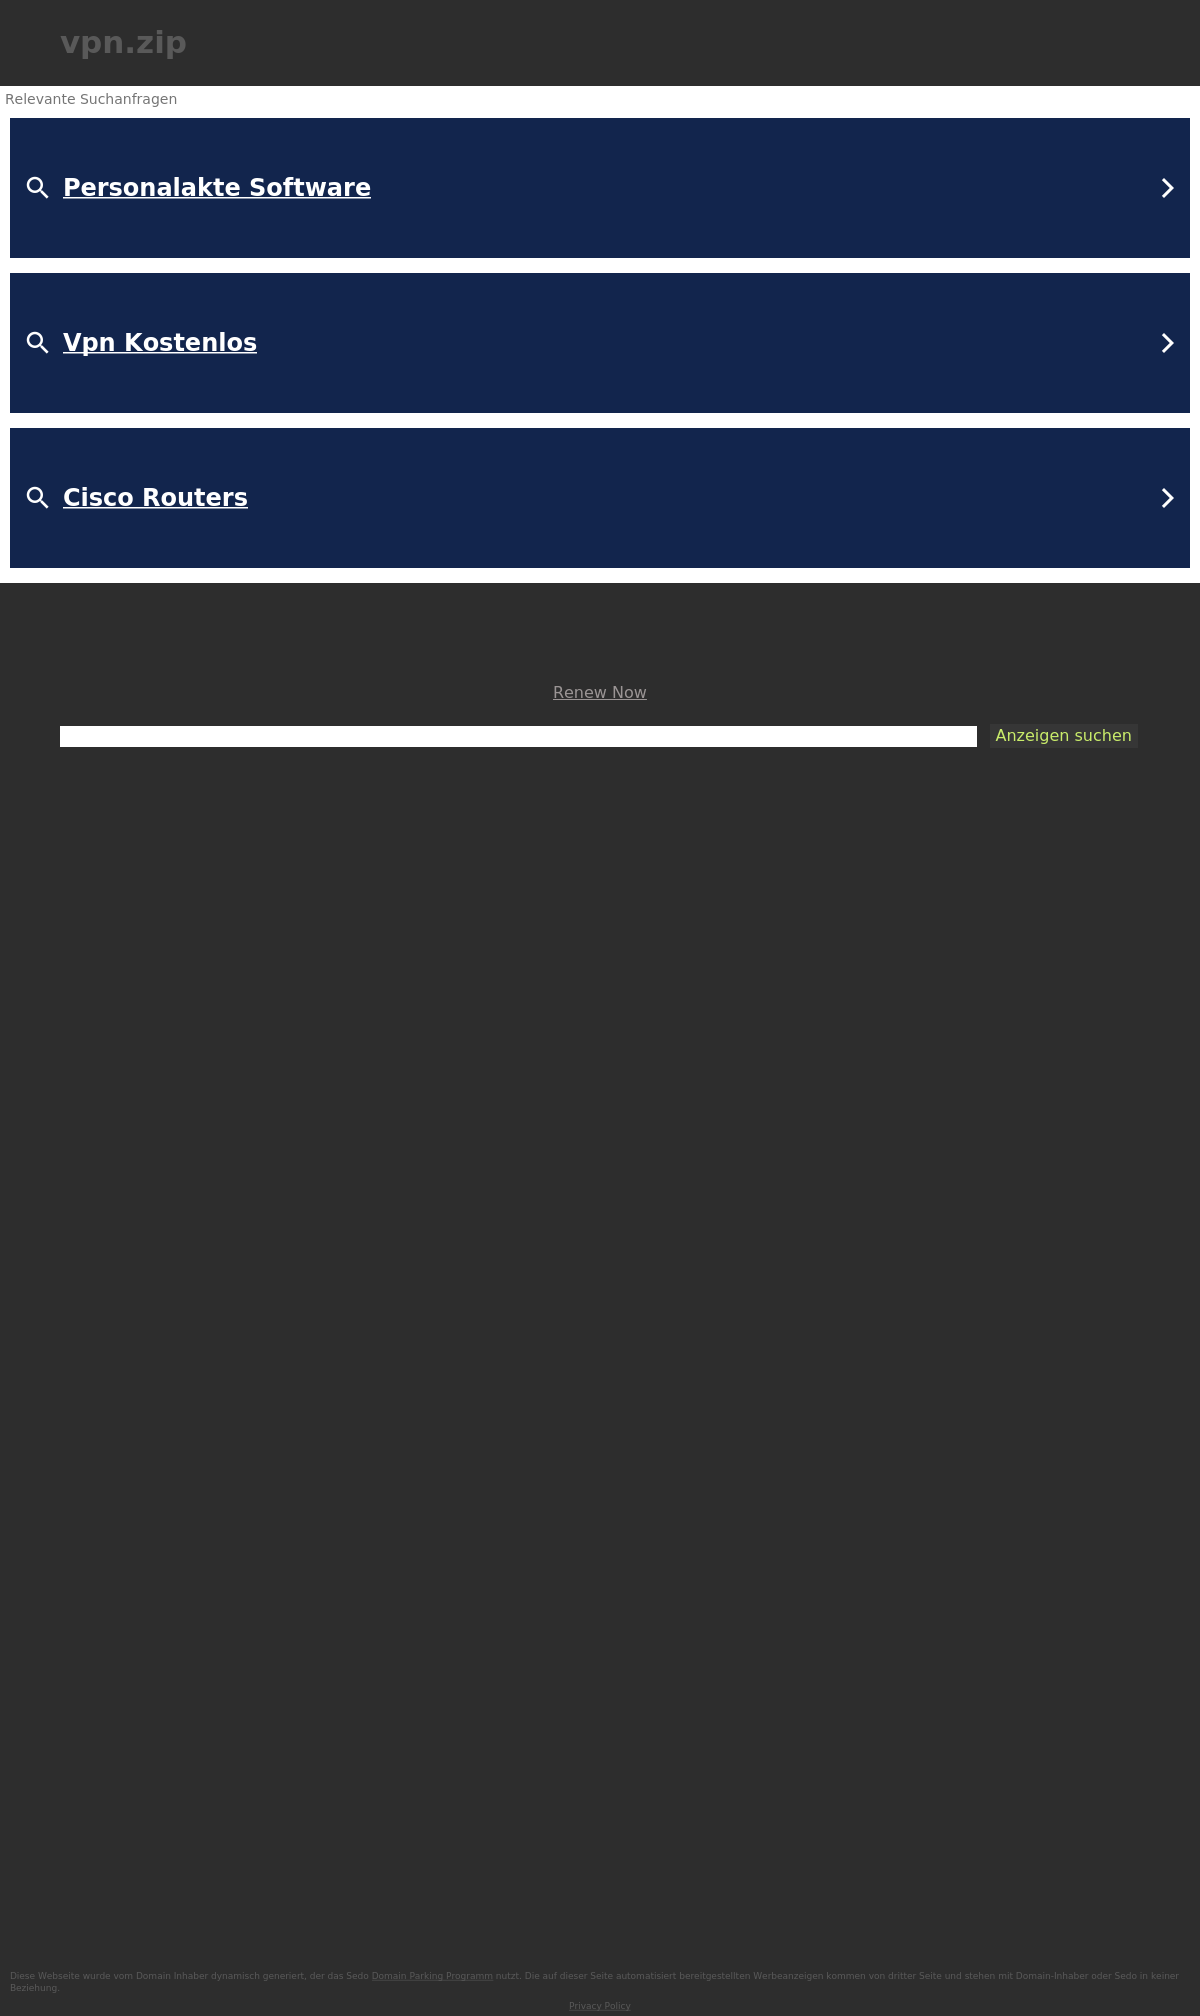 vpn.zip
Relevante Suchanfragen
Personalakte Software
Vpn Kostenlos
Cisco Routers
Renew Now
Anzeigen suchen
Diese Webseite wurde vom Domain Inhaber dynamisch generiert, der das Sedo Domain Parking Programm nutzt. Die auf dieser Seite automatisiert bereitgestellten Werbeanzeigen kommen von dritter Seite und stehen mit Domain-Inhaber oder Sedo in keiner
Beziehung.
Privacy Policy